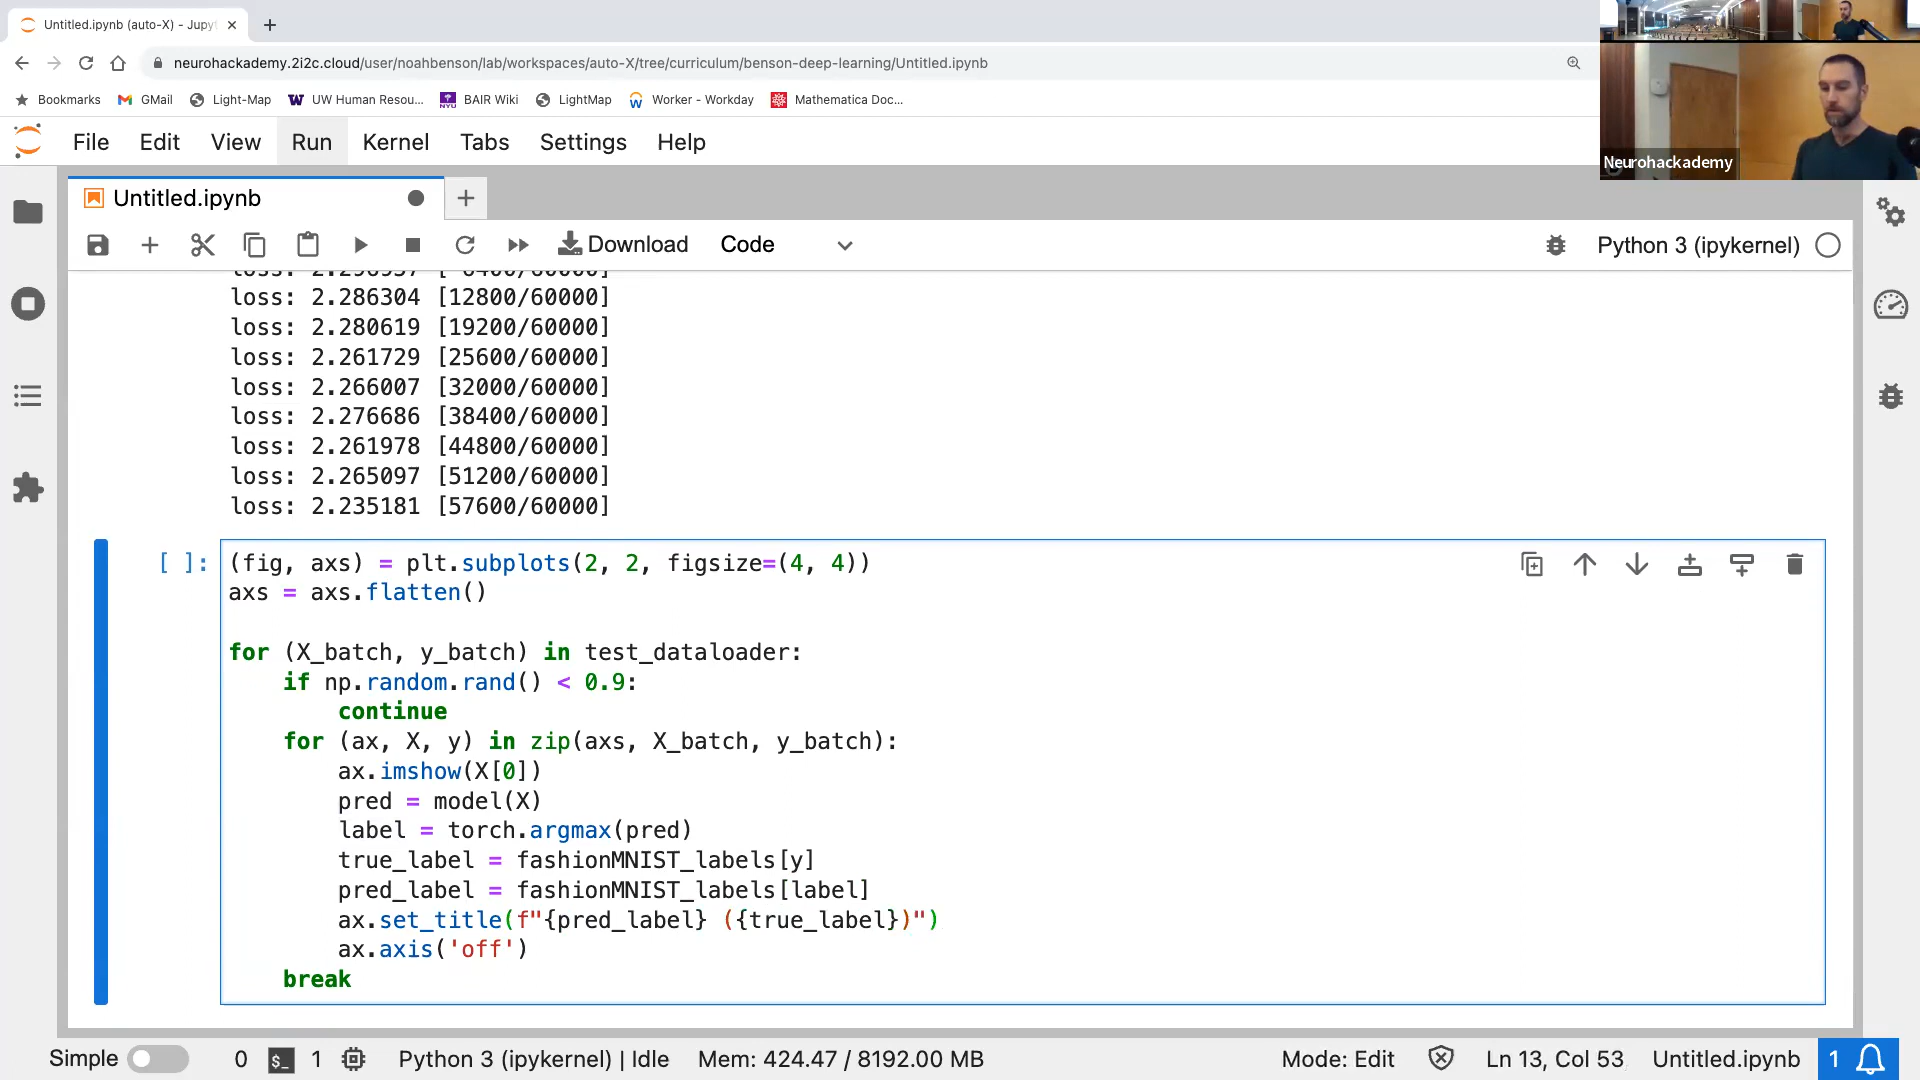 Untitled.ipynb (auto-X) - Jupyt
neurohackademy.2i2c.cloud/user/noahbenson/lab/workspaces/auto-X/tree/curriculum/benson-deep-learning/Untitled.ipynb
Bookmarks GMail Light-Map UW Human Resou... BAIR Wiki LightMap Worker - Workday Mathematica Doc...
File Edit View Run Kernel Tabs Settings Help
Neurohackademy
Untitled.ipynb
Download Code Python 3 (ipykernel)
loss: 2.286304 [12800/60000]
loss: 2.280619 [19200/60000]
loss: 2.261729 [25600/60000]
loss: 2.266007 [32000/60000]
loss: 2.276686 [38400/60000]
loss: 2.261978 [44800/60000]
loss: 2.265097 [51200/60000]
loss: 2.235181 [57600/60000]
[ ]: (fig, axs) = plt.subplots(2, 2, figsize=(4, 4))
axs = axs.flatten()
for (X_batch, y_batch) in test_dataloader:
if np.random.rand() < 0.9:
continue
for (ax, X, y) in zip(axs, X_batch, y_batch):
ax.imshow(X[0])
pred = model(X)
label = torch.argmax(pred)
true_label = fashionMNIST_labels[y]
pred_label = fashionMNIST_labels[label]
ax.set_title(f"{pred_label} ({true_label})")
ax.axis('off')
break
Simple 0 $_ 1 Python 3 (ipykernel) | Idle Mem: 424.47 / 8192.00 MB Mode: Edit Ln 13, Col 53 Untitled.ipynb 1